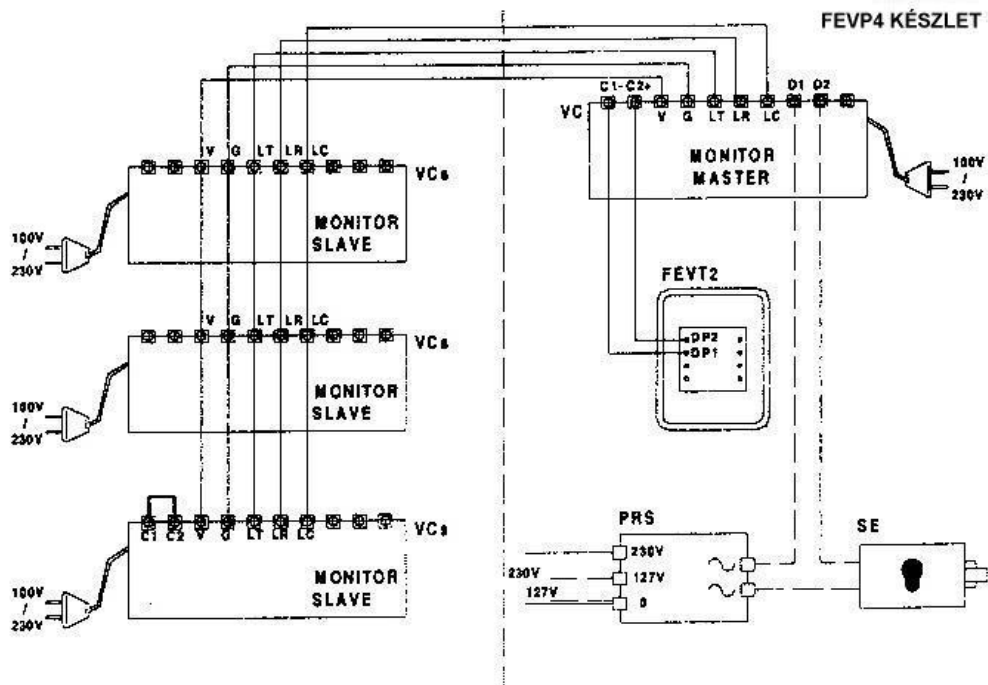 FEVP4 KÉSZLET
C1- C2+ V G LT LR LC D1 D2
VC
MONITOR
MASTER
100V
/
230V
V G LT LR LC
VCs
MONITOR
SLAVE
100V
/
230V
FEVT2
DP2
DP1
V G LT LR LC
VCs
MONITOR
SLAVE
100V
/
230V
C1 C2 V G LT LR LC
VCs
MONITOR
SLAVE
100V
/
230V
PRS
230V
127V
0
230V
127V
SE